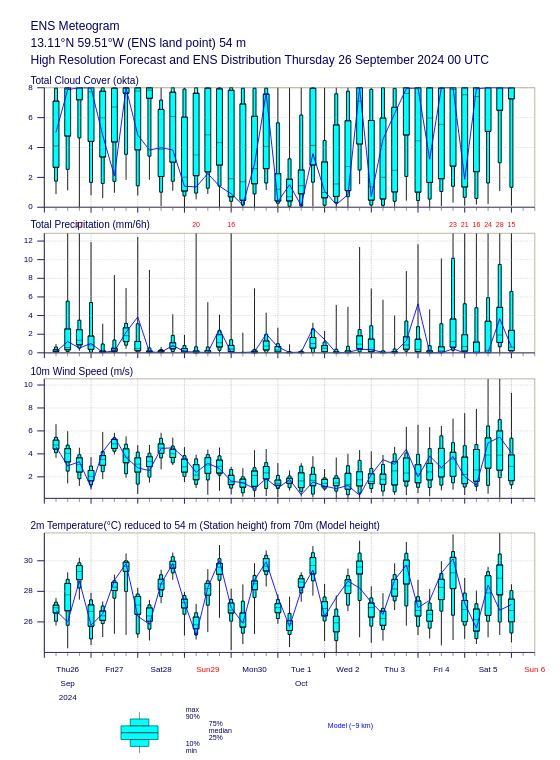 ENS Meteogram
13.11°N 59.51°W (ENS land point) 54 m
High Resolution Forecast and ENS Distribution Thursday 26 September 2024 00 UTC
Total Cloud Cover (okta)
8
6
4
2
0
Total Precipitation (mm/6h)
20 16 23 21 16 24 28 15
12
10
8
6
4
2
0
10m Wind Speed (m/s)
10
8
6
4
2
2m Temperature(°C) reduced to 54 m (Station height) from 70m (Model height)
30
28
26
Thu26 Fri27 Sat28 Sun29 Mon30 Tue 1 Wed 2 Thu 3 Fri 4 Sat 5 Sun 6
Sep Oct
2024
max
90%
75%
median
25%
10%
min
Model (~9 km)